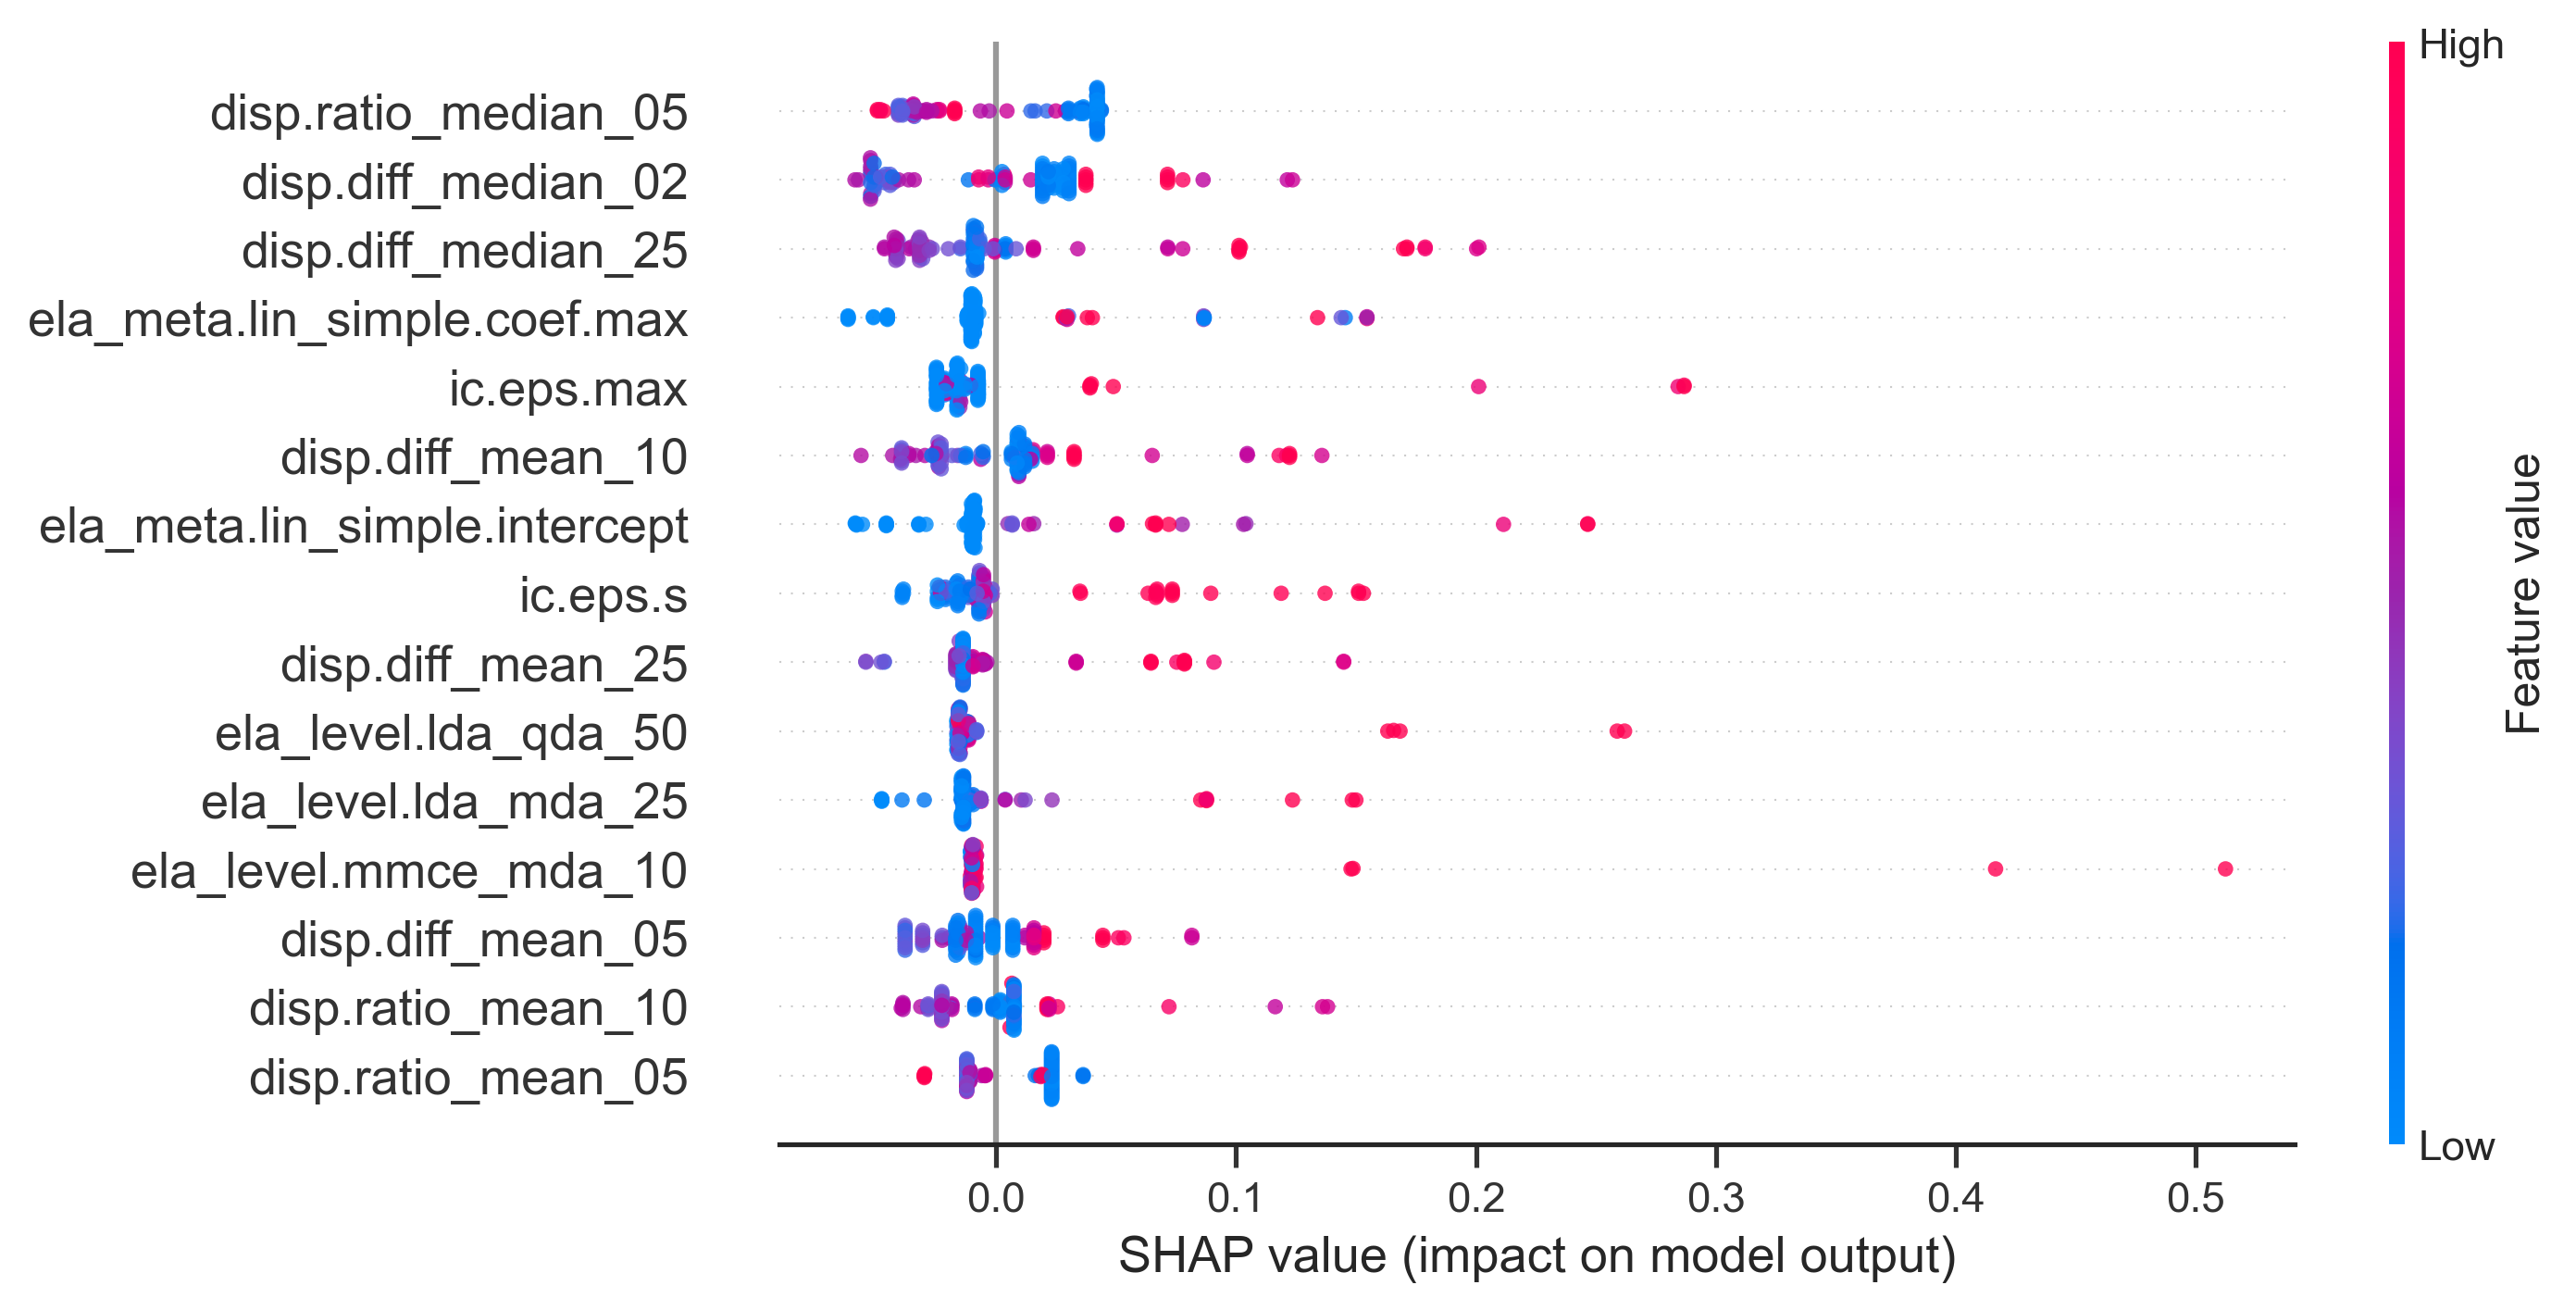 High
disp.ratio_median_05
disp.diff_median_02
disp.diff_median_25
ela_meta.lin_simple.coef.max
ic.eps.max
disp.diff_mean_10
ela_meta.lin_simple.intercept
ic.eps.s
disp.diff_mean_25
ela_level.lda_qda_50
ela_level.lda_mda_25
ela_level.mmce_mda_10
disp.diff_mean_05
disp.ratio_mean_10
disp.ratio_mean_05
Feature value
Low
0.0 0.1 0.2 0.3 0.4 0.5
SHAP value (impact on model output)